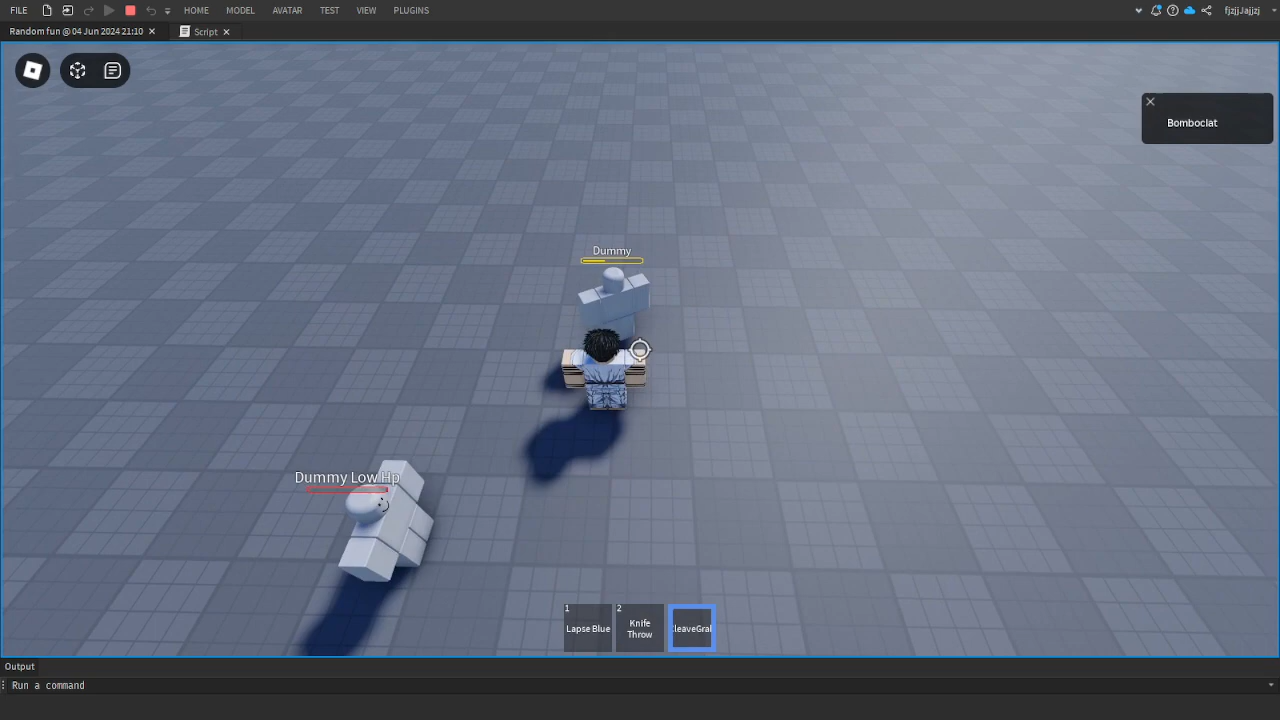 FILE
HOME
MODEL
AVATAR
TEST
VIEW
PLUGINS
fjzjjJajjzj
Random fun @ 04 Jun 2024 21:10
Script
Bomboclat
Dummy
Dummy Low Hp
1
Lapse Blue
2
Knife
Throw
leaveGral
Output
Run a command